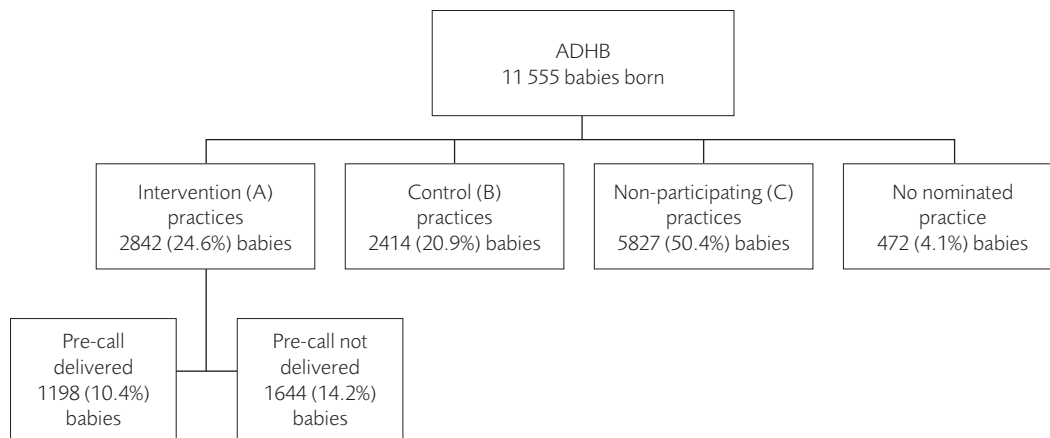 ADHB
11 555 babies born
Intervention (A)
practices
2842 (24.6%) babies
Control (B)
practices
2414 (20.9%) babies
Non-participating (C)
practices
5827 (50.4%) babies
No nominated
practice
472 (4.1%) babies
Pre-call
delivered
1198 (10.4%)
babies
Pre-call not
delivered
1644 (14.2%)
babies